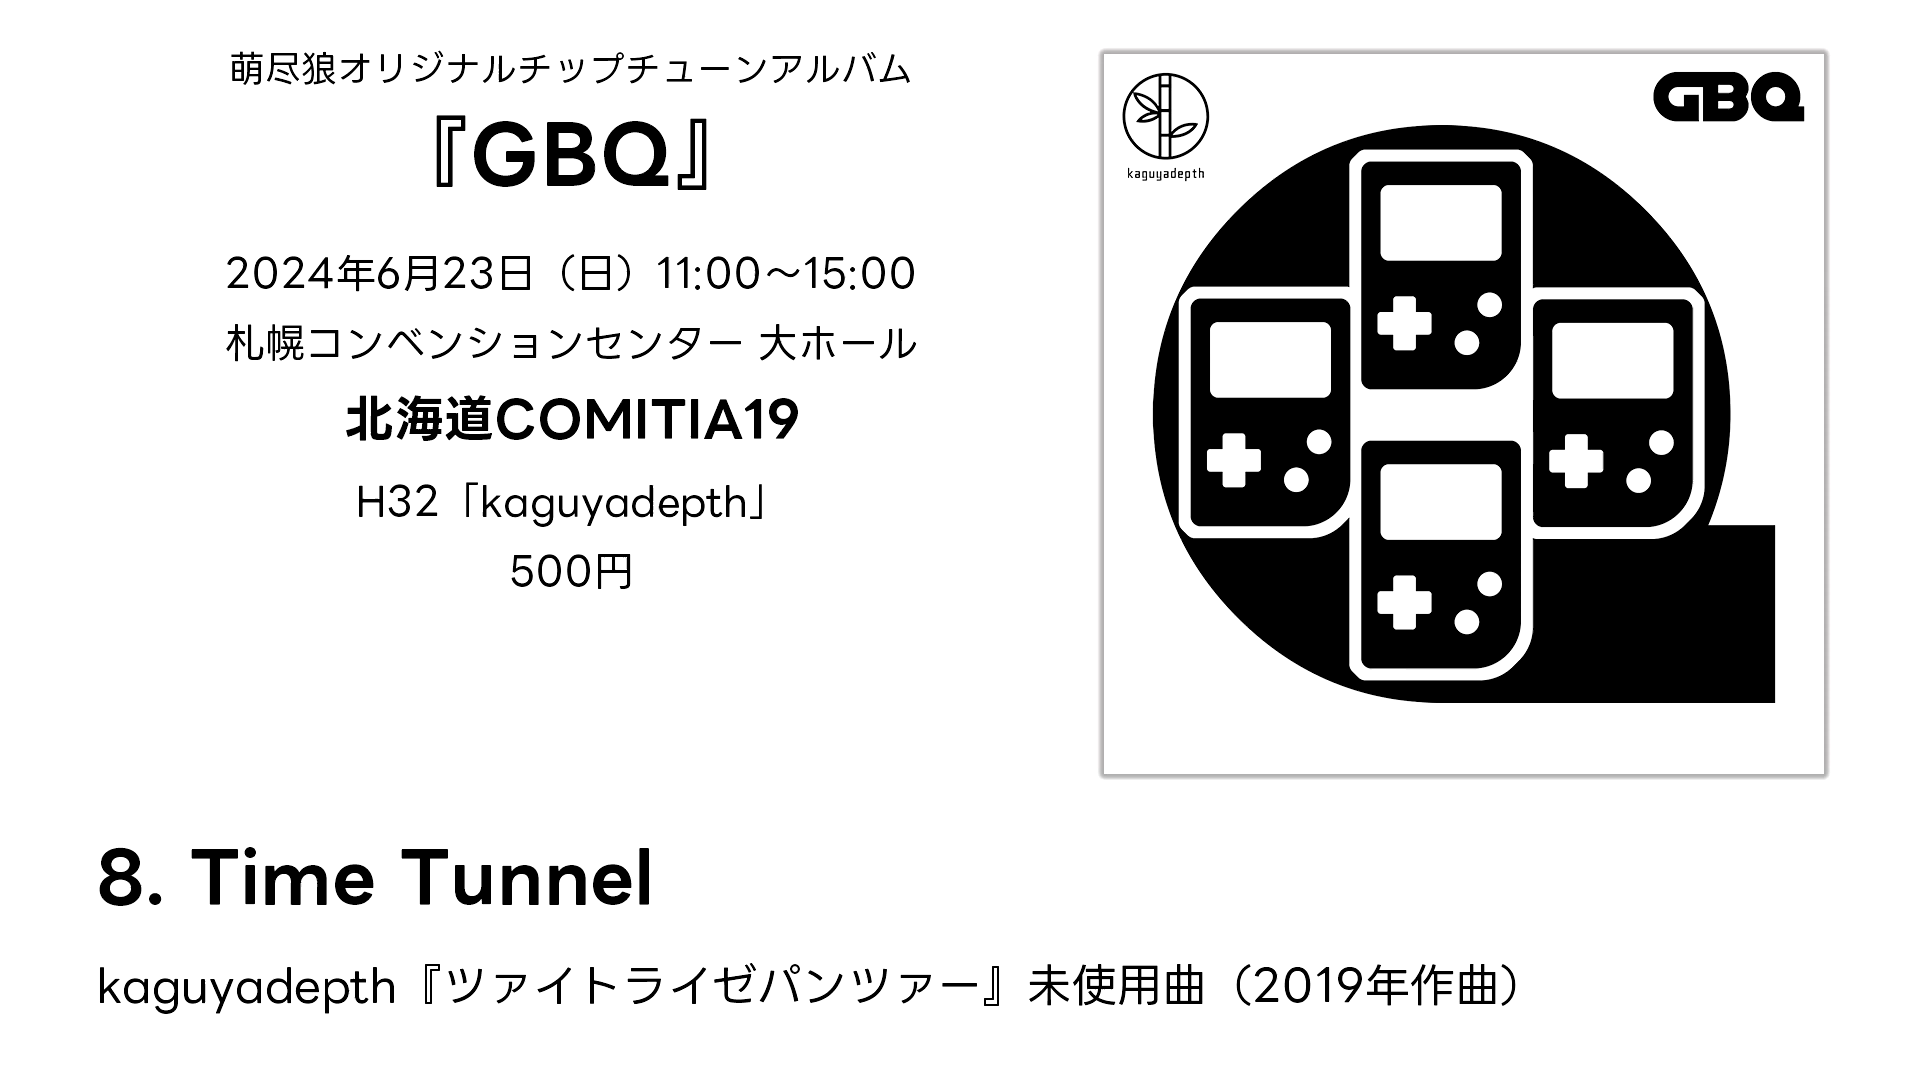 萌尽狼オリジナルチップチューンアルバム
『GBQ』
2024年6月23日（日）11:00〜15:00
札幌コンベンションセンター 大ホール
北海道COMITIA19
H32「kaguyadepth」
500円
kaguyadepth
GBQ
8. Time Tunnel
kaguyadepth『ツァイトライゼパンツァー』未使用曲（2019年作曲）